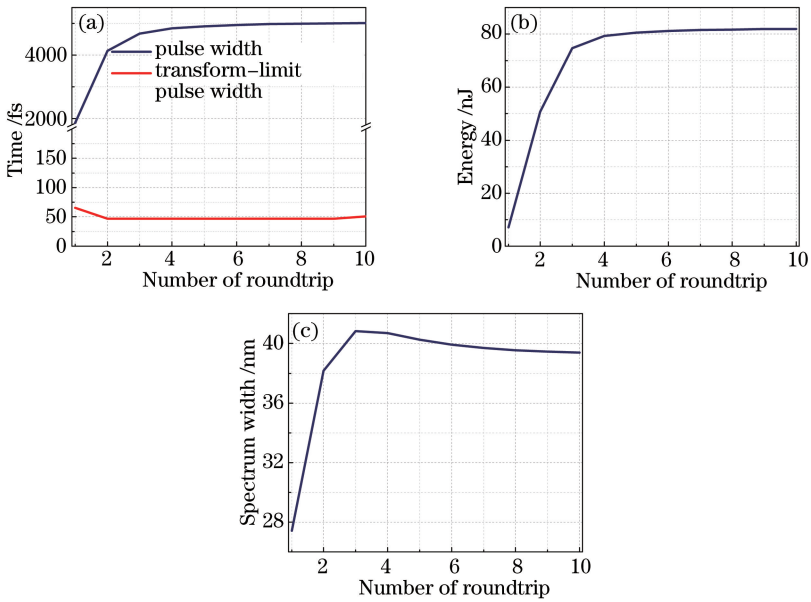 (a)
pulse width
transform-limit
pulse width
Time /fs
4000
2000
150
100
50
0
2 4 6 8 10
Number of roundtrip
(b)
Energy /nJ
80
60
40
20
0
2 4 6 8 10
Number of roundtrip
(c)
Spectrum width /nm
40
36
32
28
2 4 6 8 10
Number of roundtrip